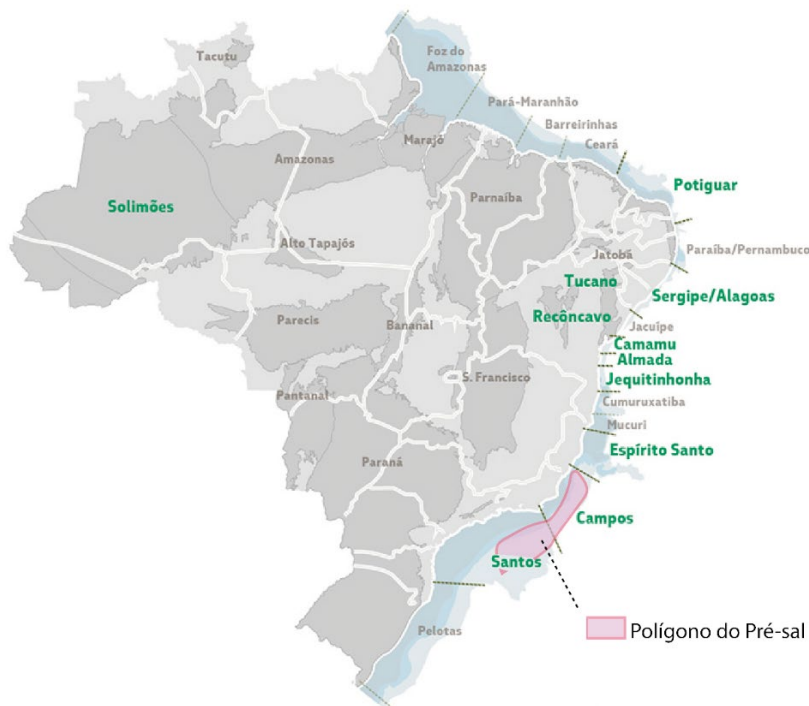 Tacutu
Foz do
Amazonas
Pará-Maranhão
Barreirinhas
Ceará
Marajó
Amazonas
Potiguar
Solimões
Parnaíba
Alto Tapajós
Jatobá
Paraíba/Pernambuco
Tucano
Sergipe/Alagoas
Recôncavo
Parecis
Bananal
Jacuípe
Camamu
Almada
S. Francisco
Jequitinhonha
Pantanal
Cumuruxatiba
Mucuri
Espírito Santo
Paraná
Campos
Santos
Pelotas
Polígono do Pré-sal